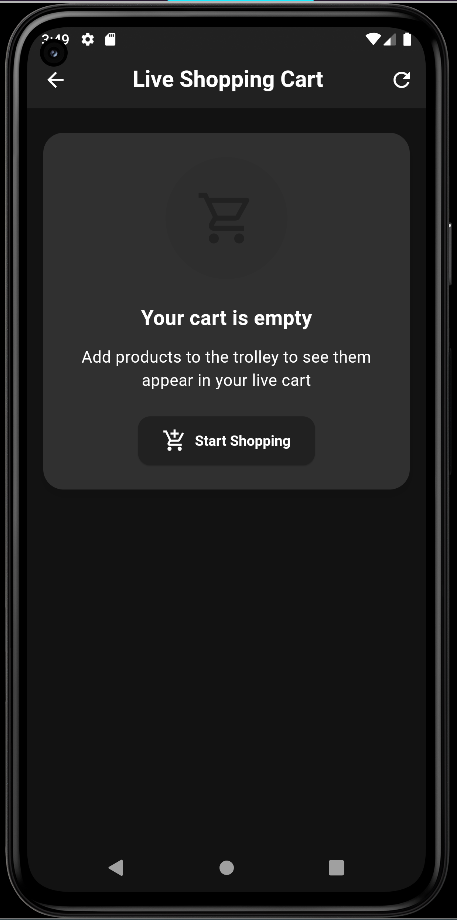 3:49
Live Shopping Cart
Your cart is empty
Add products to the trolley to see them
appear in your live cart
Start Shopping